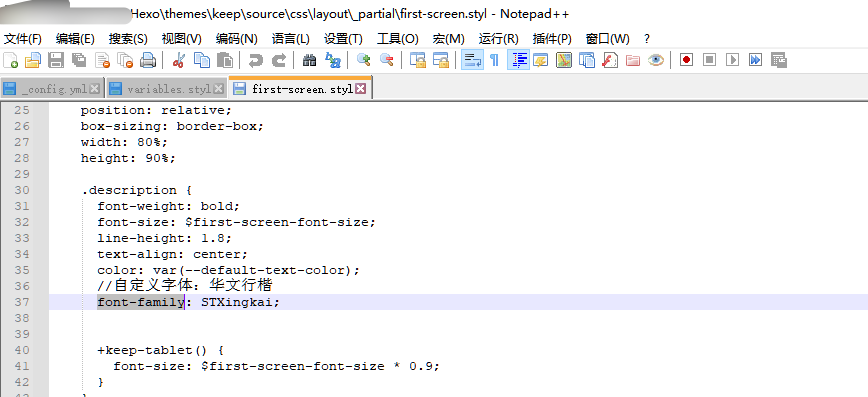 Hexo\themes\keep\source\css\layout\_partial\first-screen.styl - Notepad++
文件(F) 编辑(E) 搜索(S) 视图(V) 编码(N) 语言(L) 设置(T) 工具(O) 宏(M) 运行(R) 插件(P) 窗口(W) ?
_config.yml variables.styl first-screen.styl
25 position: relative;
26 box-sizing: border-box;
27 width: 80%;
28 height: 90%;
29
30 .description {
31 font-weight: bold;
32 font-size: $first-screen-font-size;
33 line-height: 1.8;
34 text-align: center;
35 color: var(--default-text-color);
36 //自定义字体：华文行楷
37 font-family: STXingkai;
38
39
40 +keep-tablet() {
41 font-size: $first-screen-font-size * 0.9;
42 }